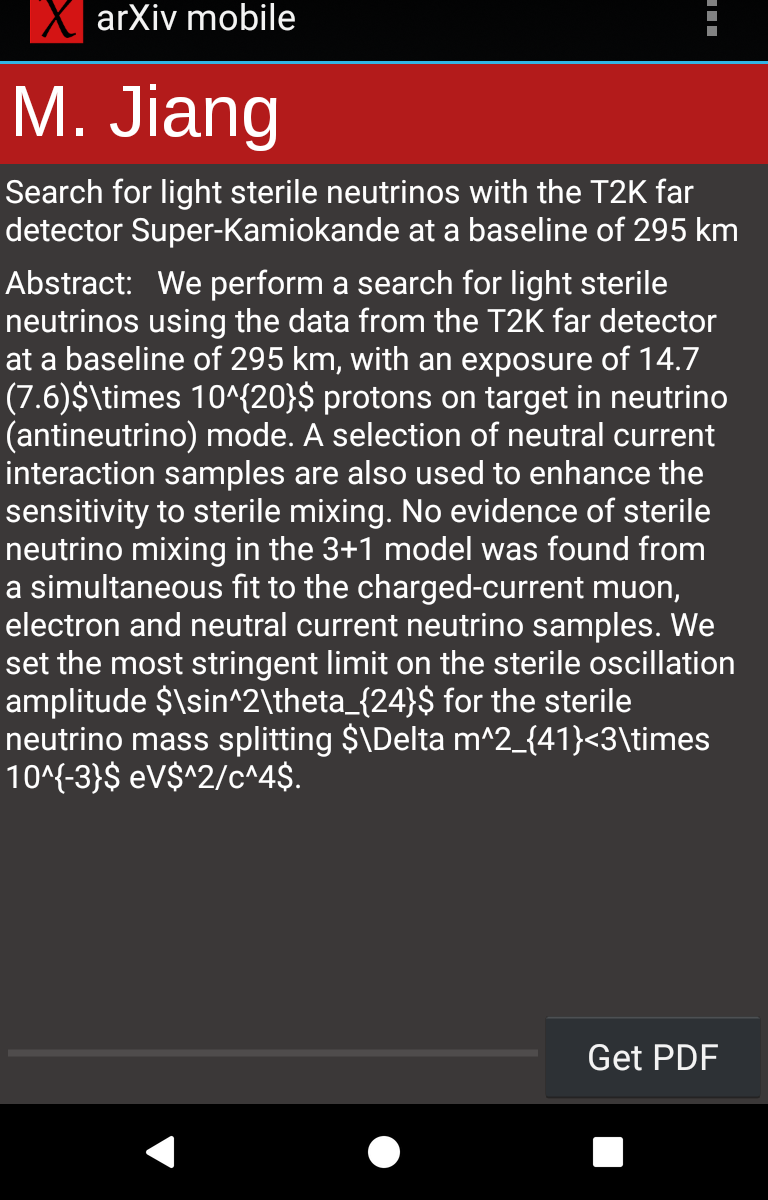 X arXiv mobile
M. Jiang
Search for light sterile neutrinos with the T2K far
detector Super-Kamiokande at a baseline of 295 km
Abstract:   We perform a search for light sterile
neutrinos using the data from the T2K far detector
at a baseline of 295 km, with an exposure of 14.7
(7.6)$\times 10^{20}$ protons on target in neutrino
(antineutrino) mode. A selection of neutral current
interaction samples are also used to enhance the
sensitivity to sterile mixing. No evidence of sterile
neutrino mixing in the 3+1 model was found from
a simultaneous fit to the charged-current muon,
electron and neutral current neutrino samples. We
set the most stringent limit on the sterile oscillation
amplitude $\sin^2\theta_{24}$ for the sterile
neutrino mass splitting $\Delta m^2_{41}<3\times
10^{-3}$ eV$^2/c^4$.
Get PDF